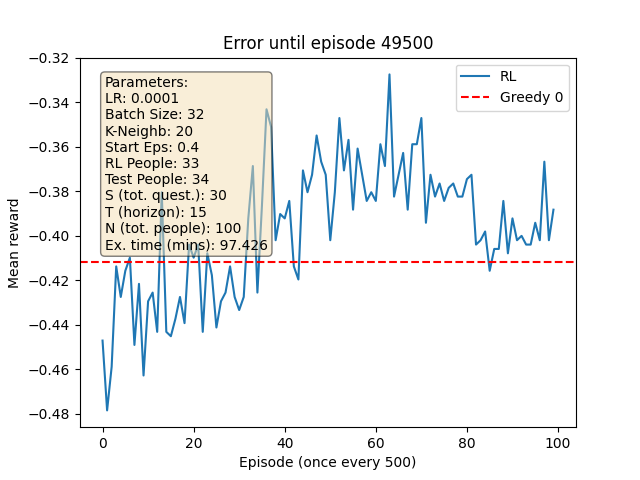 Error until episode 49500
Parameters:
LR: 0.0001
Batch Size: 32
K-Neighb: 20
Start Eps: 0.4
RL People: 33
Test People: 34
S (tot. quest.): 30
T (horizon): 15
N (tot. people): 100
Ex. time (mins): 97.426
RL
Greedy 0
Mean reward
−0.32
−0.34
−0.36
−0.38
−0.40
−0.42
−0.44
−0.46
−0.48
0 20 40 60 80 100
Episode (once every 500)